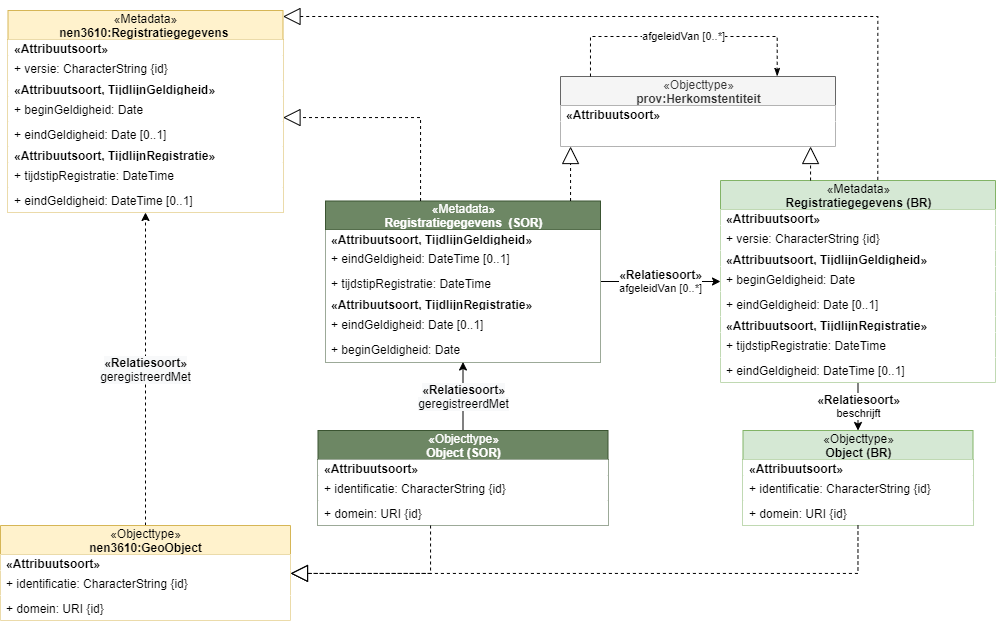 «Metadata»
nen3610:Registratiegegevens
«Attribuutsoort»
+ versie: CharacterString {id}
«Attribuutsoort, TijdlijnGeldigheid»
+ beginGeldigheid: Date
+ eindGeldigheid: Date [0..1]
«Attribuutsoort, TijdlijnRegistratie»
+ tijdstipRegistratie: DateTime
+ eindGeldigheid: DateTime [0..1]
afgeleidVan [0..*]
«Objecttype»
prov:Herkomstentiteit
«Attribuutsoort»
«Metadata»
Registratiegegevens (SOR)
«Attribuutsoort, TijdlijnGeldigheid»
+ eindGeldigheid: DateTime [0..1]
+ tijdstipRegistratie: DateTime
«Attribuutsoort, TijdlijnRegistratie»
+ eindGeldigheid: Date [0..1]
+ beginGeldigheid: Date
«Relatiesoort»
afgeleidVan [0..*]
«Metadata»
Registratiegegevens (BR)
«Attribuutsoort»
+ versie: CharacterString {id}
«Attribuutsoort, TijdlijnGeldigheid»
+ beginGeldigheid: Date
+ eindGeldigheid: Date [0..1]
«Attribuutsoort, TijdlijnRegistratie»
+ tijdstipRegistratie: DateTime
+ eindGeldigheid: DateTime [0..1]
«Relatiesoort»
geregistreerdMet
«Relatiesoort»
geregistreerdMet
«Relatiesoort»
beschrijft
«Objecttype»
Object (SOR)
«Attribuutsoort»
+ identificatie: CharacterString {id}
+ domein: URI {id}
«Objecttype»
Object (BR)
«Attribuutsoort»
+ identificatie: CharacterString {id}
+ domein: URI {id}
«Objecttype»
nen3610:GeoObject
«Attribuutsoort»
+ identificatie: CharacterString {id}
+ domein: URI {id}